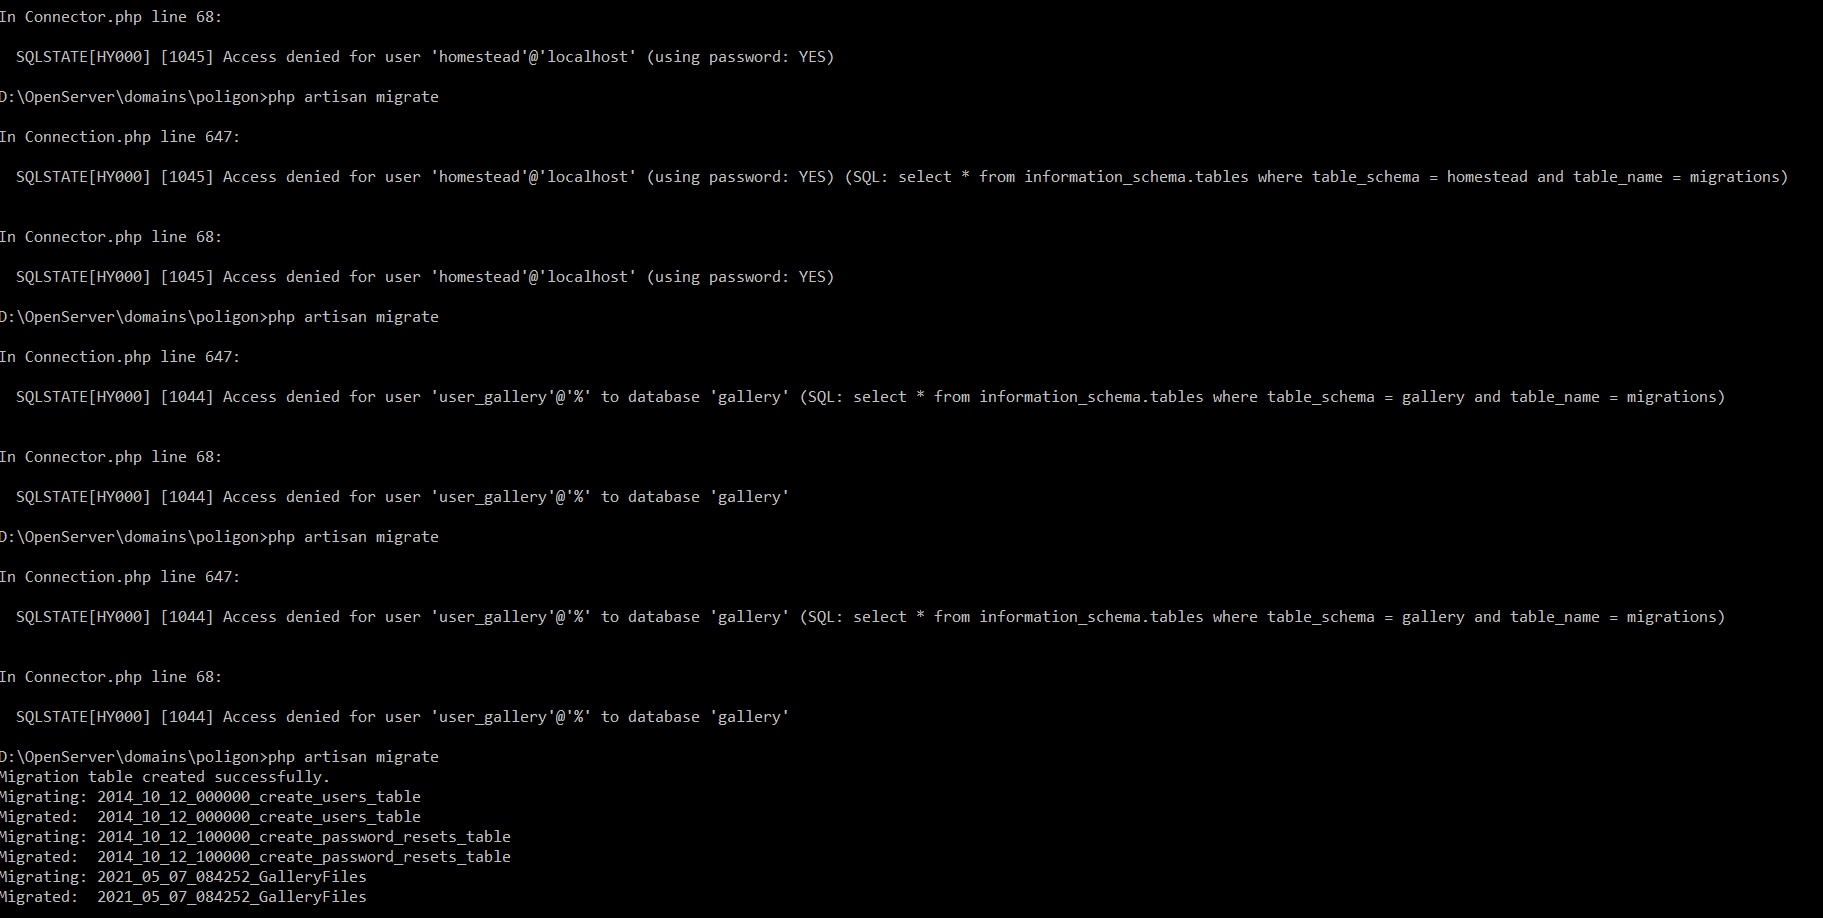 In Connector.php line 68:
SQLSTATE[HY000] [1045] Access denied for user 'homestead'@'localhost' (using password: YES)
D:\OpenServer\domains\poligon>php artisan migrate
In Connection.php line 647:
SQLSTATE[HY000] [1045] Access denied for user 'homestead'@'localhost' (using password: YES) (SQL: select * from information_schema.tables where table_schema = homestead and table_name = migrations)
In Connector.php line 68:
SQLSTATE[HY000] [1045] Access denied for user 'homestead'@'localhost' (using password: YES)
D:\OpenServer\domains\poligon>php artisan migrate
In Connection.php line 647:
SQLSTATE[HY000] [1044] Access denied for user 'user_gallery'@'%' to database 'gallery' (SQL: select * from information_schema.tables where table_schema = gallery and table_name = migrations)
In Connector.php line 68:
SQLSTATE[HY000] [1044] Access denied for user 'user_gallery'@'%' to database 'gallery'
D:\OpenServer\domains\poligon>php artisan migrate
In Connection.php line 647:
SQLSTATE[HY000] [1044] Access denied for user 'user_gallery'@'%' to database 'gallery' (SQL: select * from information_schema.tables where table_schema = gallery and table_name = migrations)
In Connector.php line 68:
SQLSTATE[HY000] [1044] Access denied for user 'user_gallery'@'%' to database 'gallery'
D:\OpenServer\domains\poligon>php artisan migrate
Migration table created successfully.
Migrating: 2014_10_12_000000_create_users_table
Migrated:  2014_10_12_000000_create_users_table
Migrating: 2014_10_12_100000_create_password_resets_table
Migrated:  2014_10_12_100000_create_password_resets_table
Migrating: 2021_05_07_084252_GalleryFiles
Migrated:  2021_05_07_084252_GalleryFiles